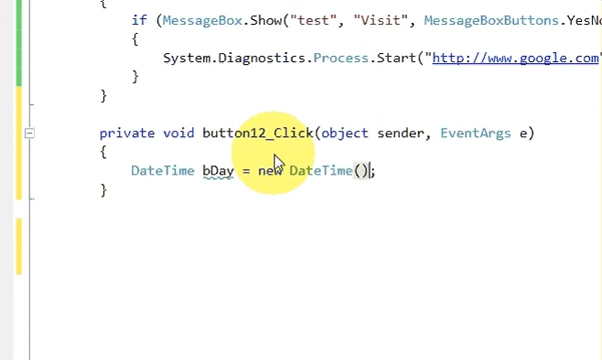 {
if (MessageBox.Show("test", "Visit", MessageBoxButtons.YesNo
{
System.Diagnostics.Process.Start("http://www.google.com"
}
}
private void button12_Click(object sender, EventArgs e)
{
DateTime bDay = new DateTime();
}